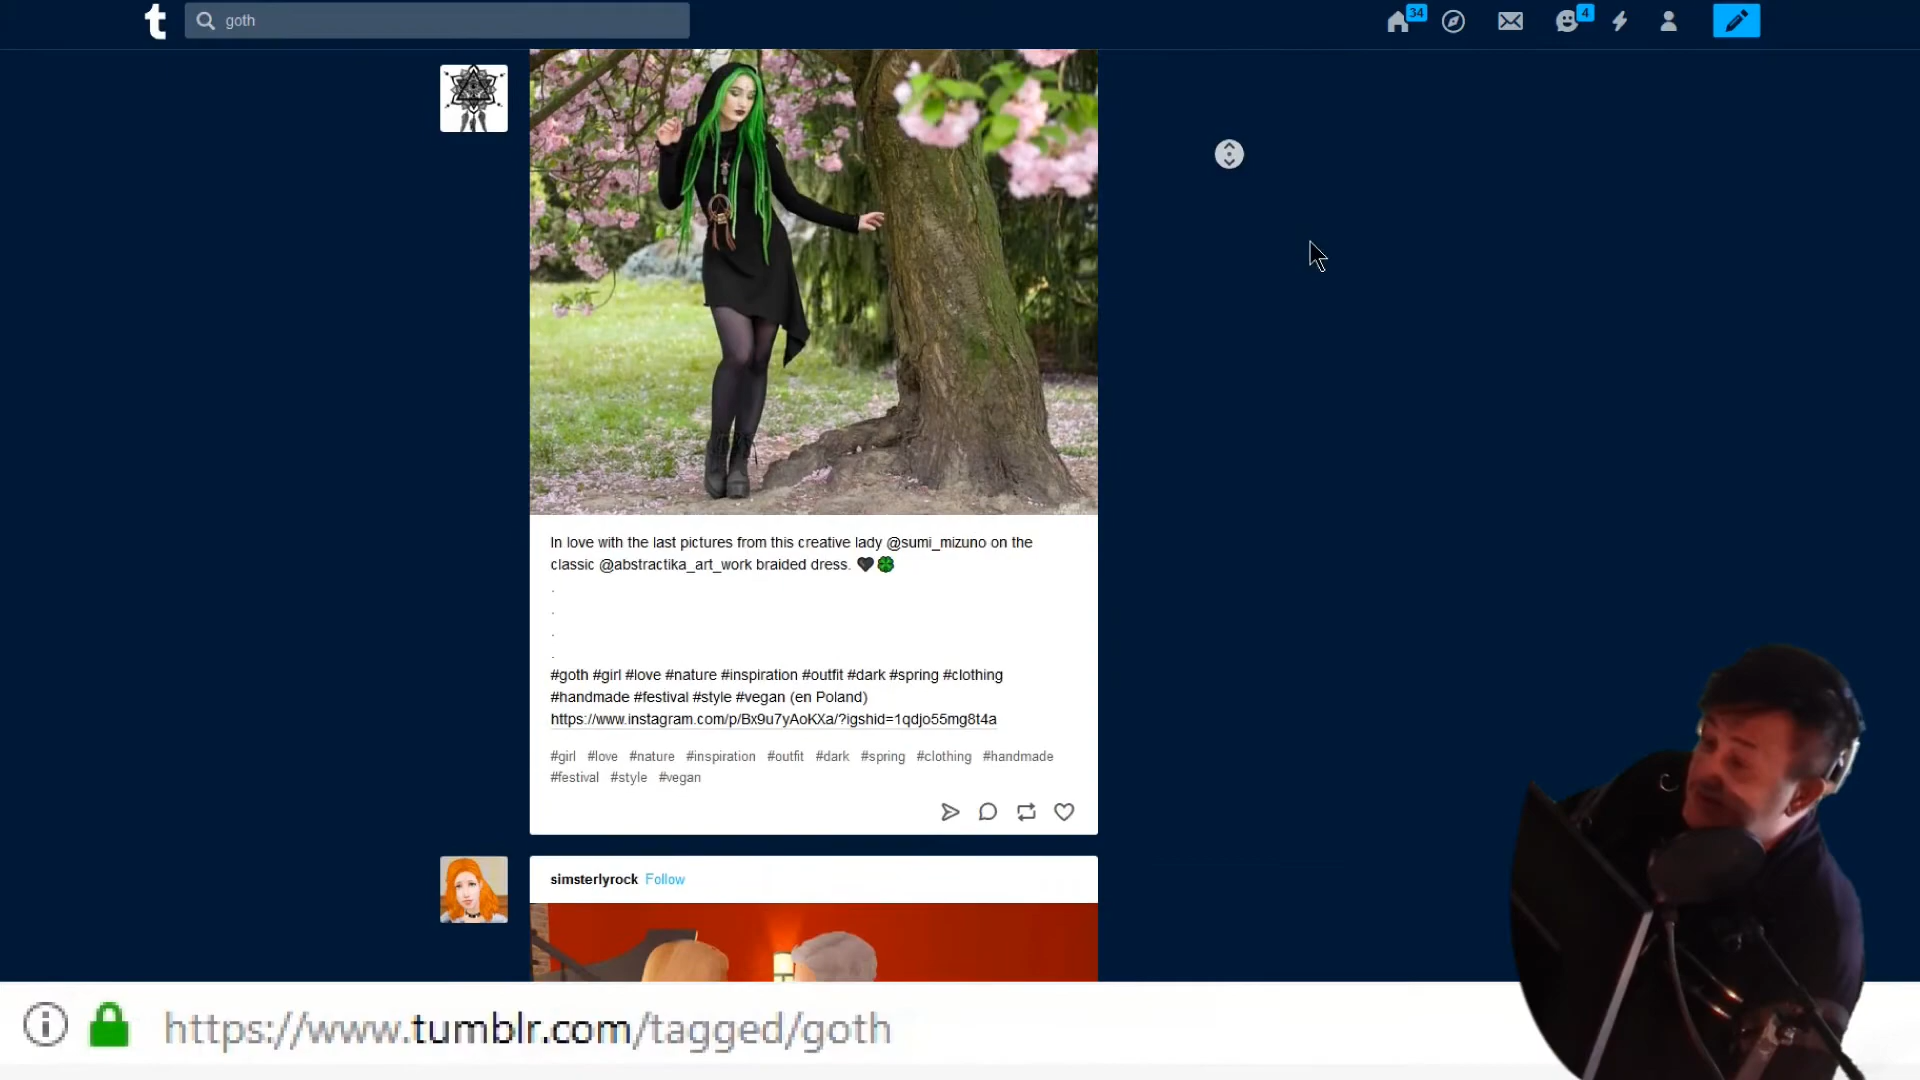 t
goth
34
4
In love with the last pictures from this creative lady @sumi_mizuno on the
classic @abstractika_art_work braided dress. 🖤🍀
.
.
.
.
#goth #girl #love #nature #inspiration #outfit #dark #spring #clothing
#handmade #festival #style #vegan (en Poland)
https://www.instagram.com/p/Bx9u7yAoKXa/?igshid=1qdjo55mg8t4a
#girl #love #nature #inspiration #outfit #dark #spring #clothing #handmade
#festival #style #vegan
simsterlyrock Follow
https://www.tumblr.com/tagged/goth